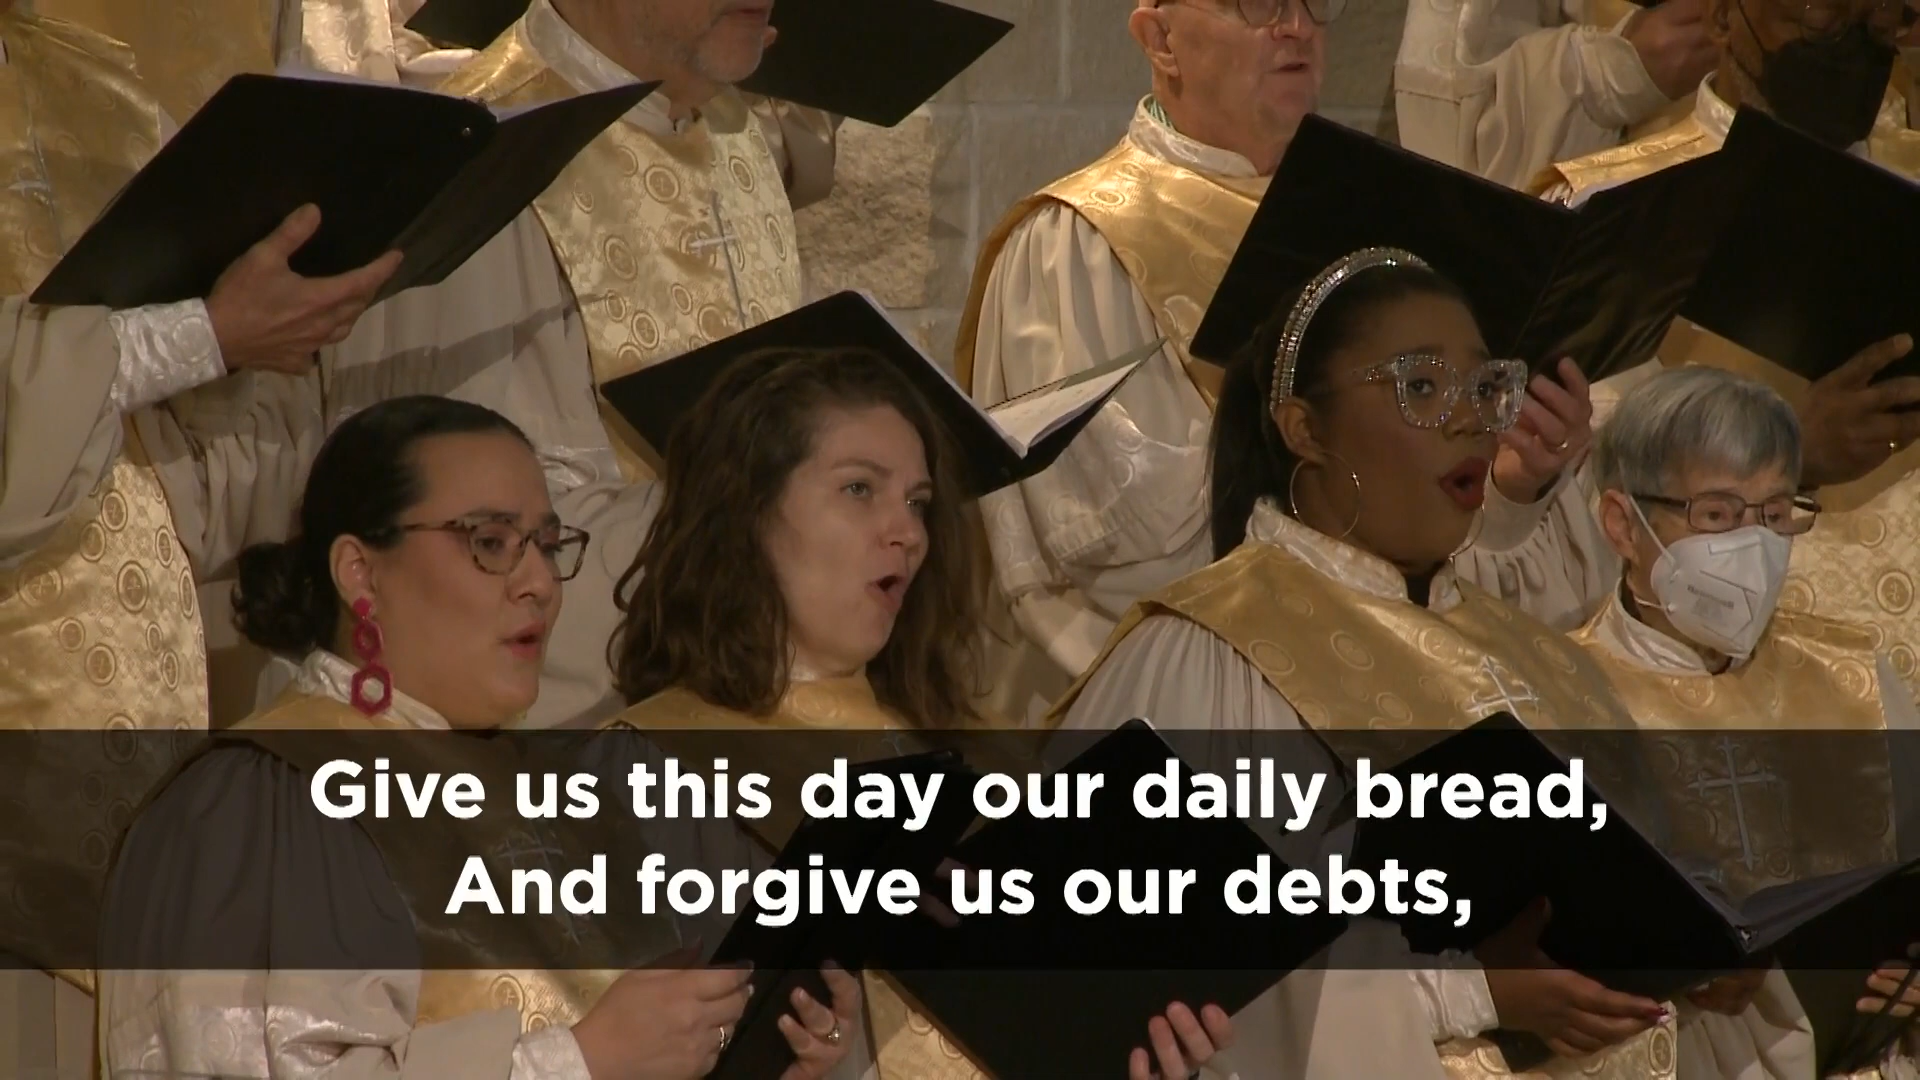 Give us this day our daily bread,
And forgive us our debts,